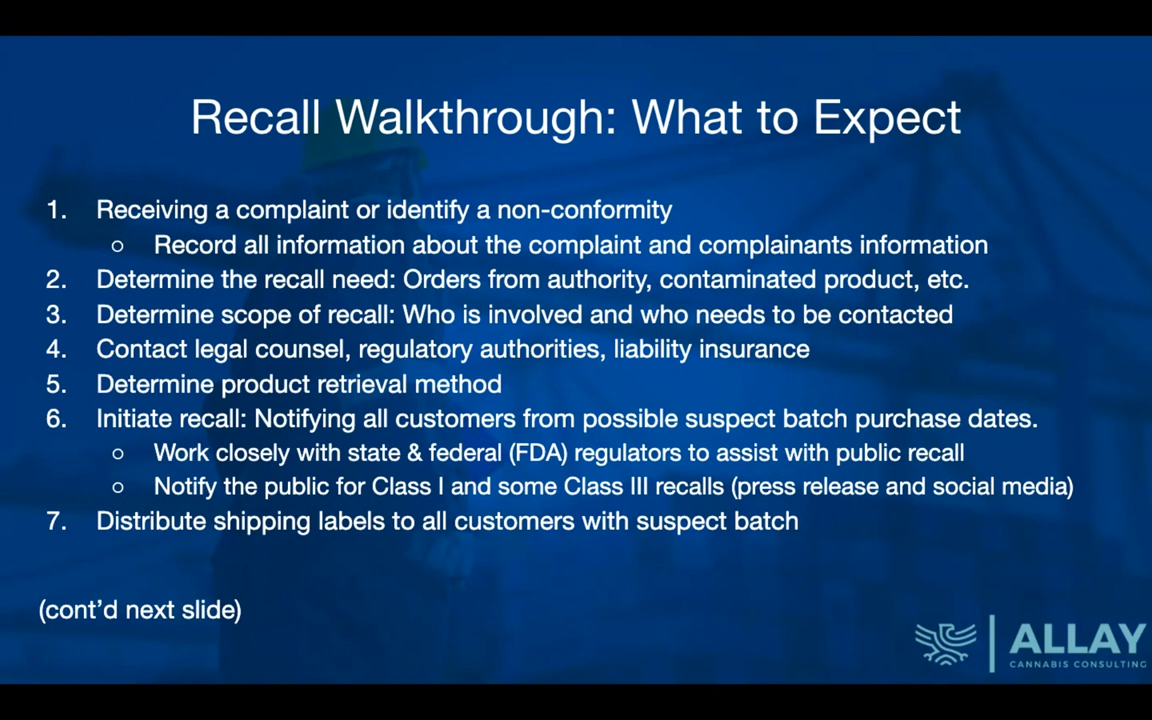 Recall Walkthrough: What to Expect
1. Receiving a complaint or identify a non-conformity
○ Record all information about the complaint and complainants information
2. Determine the recall need: Orders from authority, contaminated product, etc.
3. Determine scope of recall: Who is involved and who needs to be contacted
4. Contact legal counsel, regulatory authorities, liability insurance
5. Determine product retrieval method
6. Initiate recall: Notifying all customers from possible suspect batch purchase dates.
○ Work closely with state & federal (FDA) regulators to assist with public recall
○ Notify the public for Class I and some Class III recalls (press release and social media)
7. Distribute shipping labels to all customers with suspect batch
(cont’d next slide)
ALLAY
CANNABIS CONSULTING